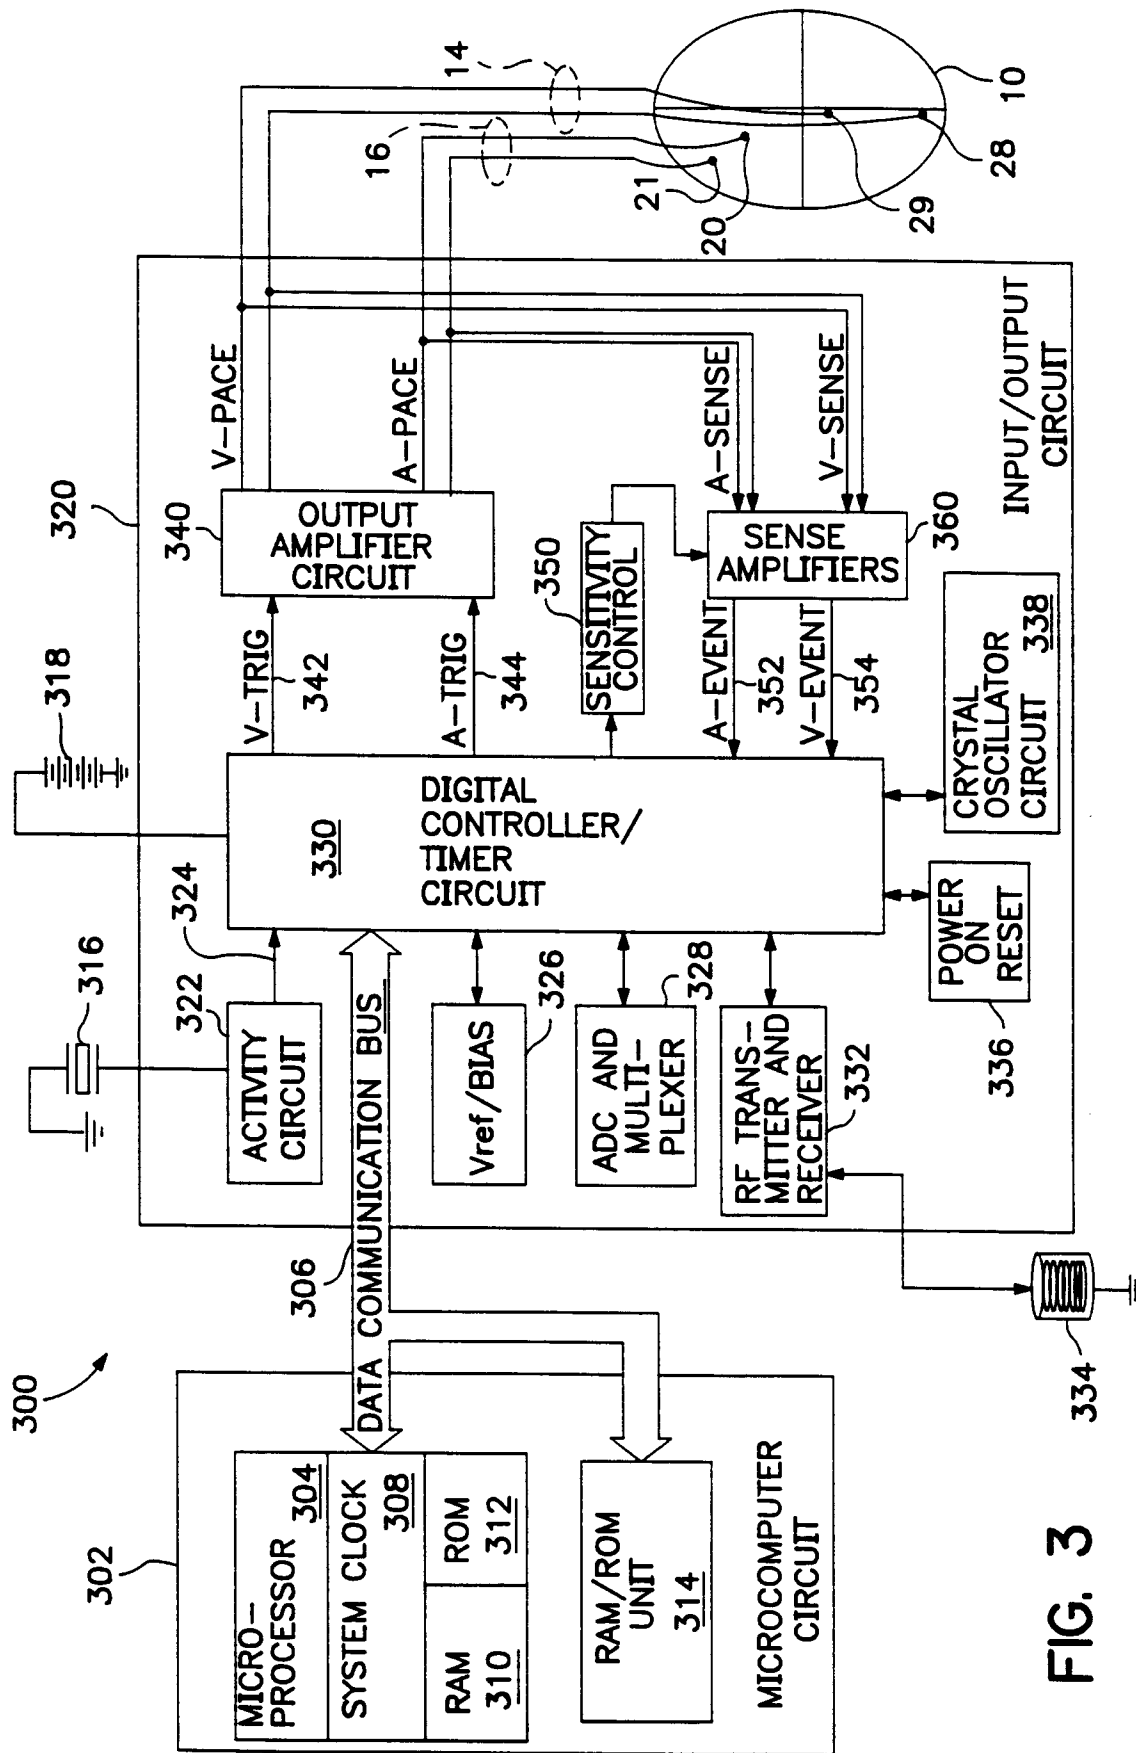 300
302
MICRO-
PROCESSOR 304
SYSTEM CLOCK
308
RAM
310
ROM
312
RAM/ROM
UNIT
314
MICROCOMPUTER
CIRCUIT
306
DATA COMMUNICATION BUS
316
318
320
322
324
ACTIVITY
CIRCUIT
Vref/BIAS
326
ADC AND
MULTI-
PLEXER
328
RF TRANS-
MITTER AND
RECEIVER
332
334
POWER
ON
RESET
336
CRYSTAL
OSCILLATOR
CIRCUIT 338
330
DIGITAL
CONTROLLER/
TIMER
CIRCUIT
V-TRIG
342
A-TRIG
344
340
OUTPUT
AMPLIFIER
CIRCUIT
350
SENSITIVITY
CONTROL
A-EVENT
352
V-EVENT
354
SENSE
AMPLIFIERS
360
V-PACE
A-PACE
A-SENSE
V-SENSE
INPUT/OUTPUT
CIRCUIT
14
16
21
20
29
28
10
FIG. 3